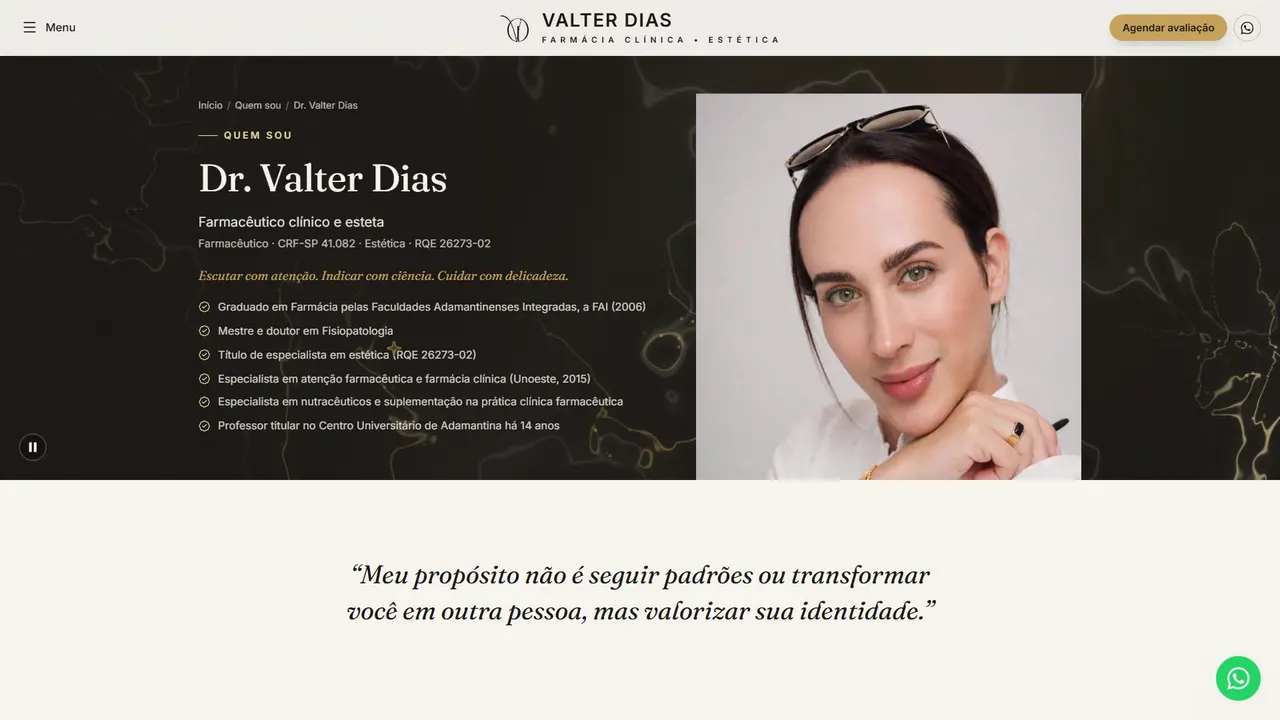 Menu
VALTER DIAS
FARMÁCIA CLÍNICA • ESTÉTICA
Agendar avaliação
Início / Quem sou / Dr. Valter Dias
QUEM SOU
Dr. Valter Dias
Farmacêutico clínico e esteta
Farmacêutico · CRF-SP 41.082 · Estética · RQE 26273-02
Escutar com atenção. Indicar com ciência. Cuidar com delicadeza.
Graduado em Farmácia pelas Faculdades Adamantinenses Integradas, a FAI (2006)
Mestre e doutor em Fisiopatologia
Título de especialista em estética (RQE 26273-02)
Especialista em atenção farmacêutica e farmácia clínica (Unoeste, 2015)
Especialista em nutracêuticos e suplementação na prática clínica farmacêutica
Professor titular no Centro Universitário de Adamantina há 14 anos
“Meu propósito não é seguir padrões ou transformar
você em outra pessoa, mas valorizar sua identidade.”